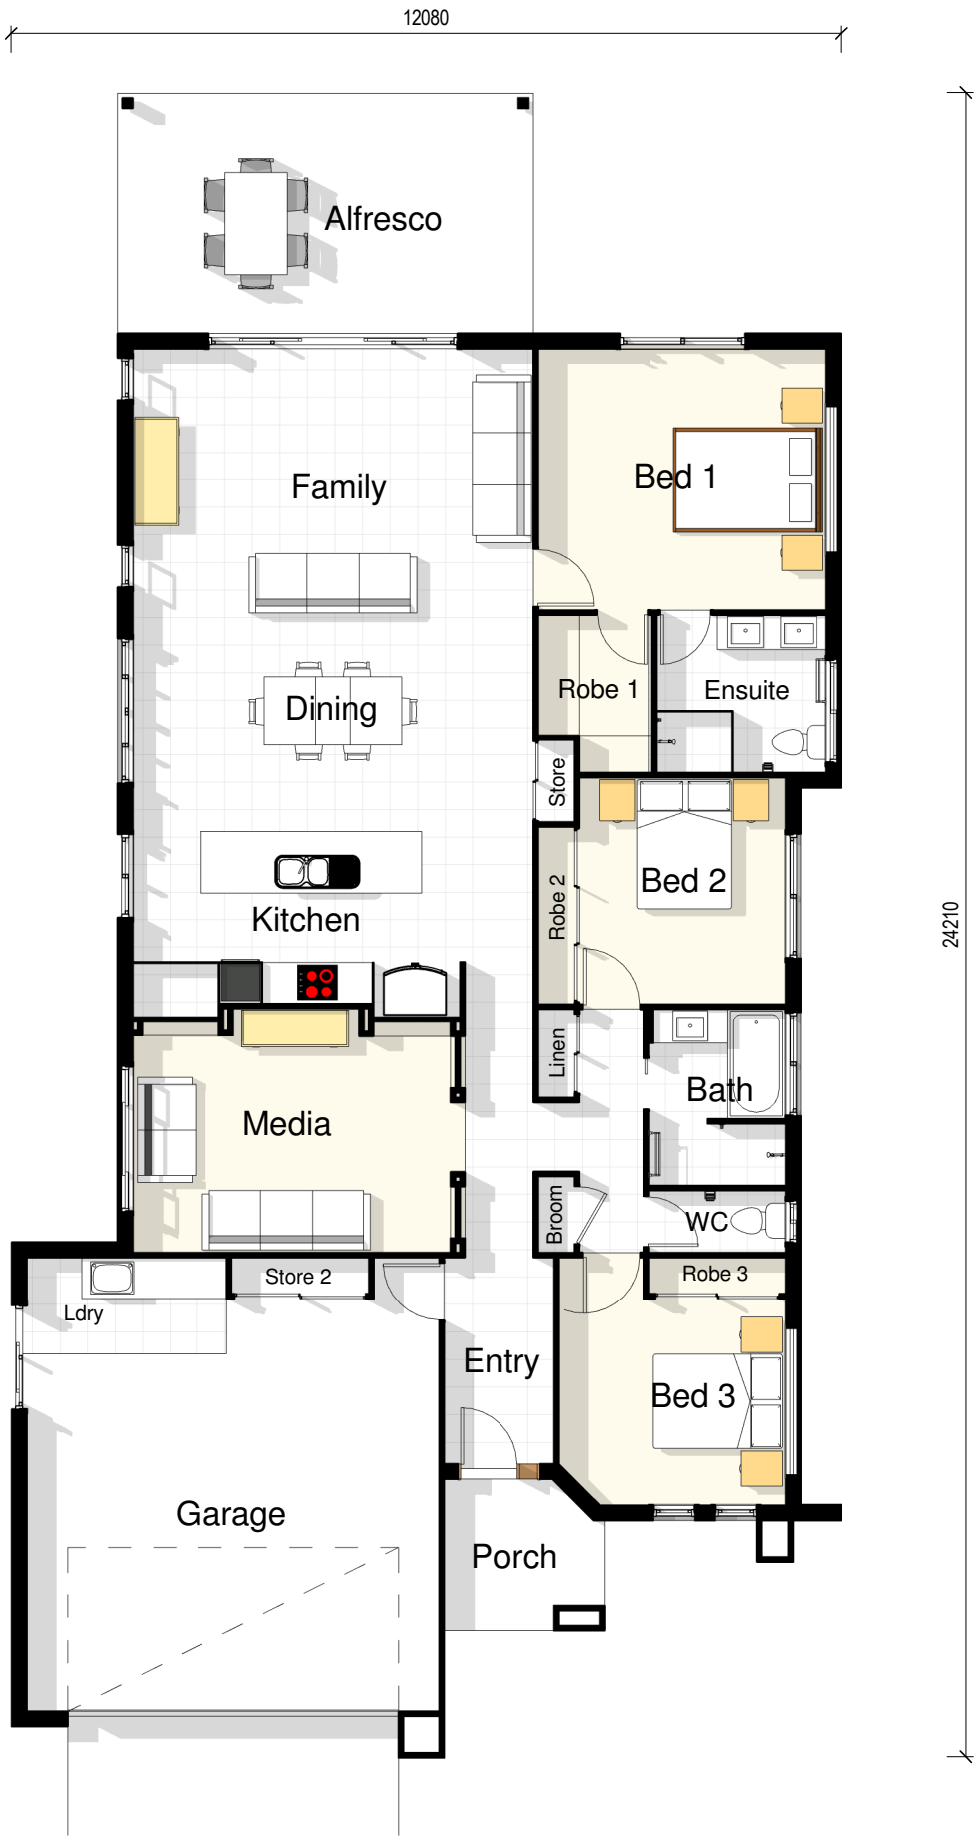 12080
Alfresco
Family
Bed 1
Robe 1
Ensuite
Dining
Store
Bed 2
Robe 2
Kitchen
24210
Linen
Bath
Media
Broom
WC
Store 2
Robe 3
Ldry
Entry
Bed 3
Garage
Porch